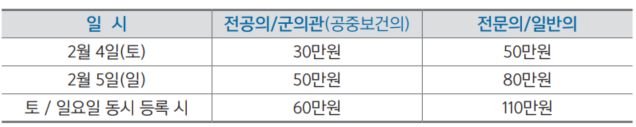 일 시 전공의/군의관(공중보건의) 전문의/일반의
2월 4일(토) 30만원 50만원
2월 5일(일) 50만원 80만원
토 / 일요일 동시 등록 시 60만원 110만원